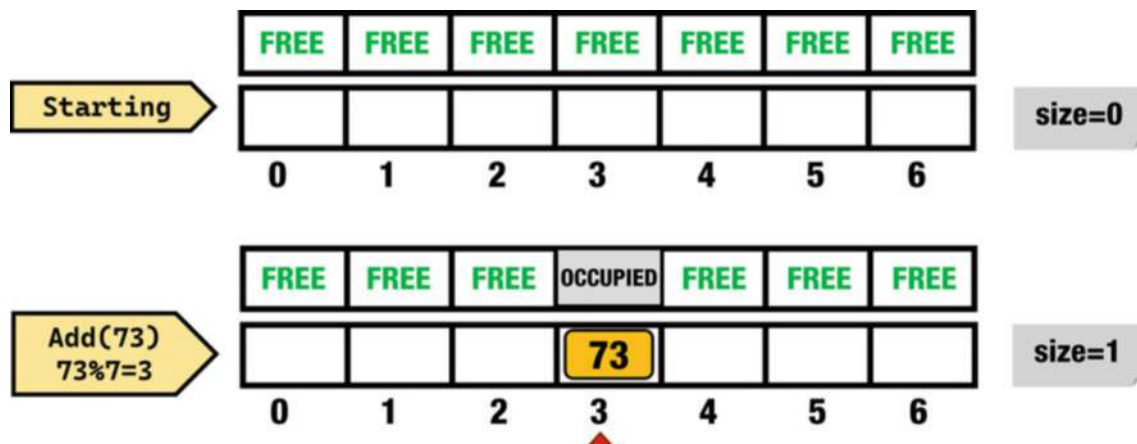 FREE FREE FREE FREE FREE FREE FREE
Starting
size=0
0 1 2 3 4 5 6
FREE FREE FREE OCCUPIED FREE FREE FREE
Add(73)
73%7=3
73
size=1
0 1 2 3 4 5 6